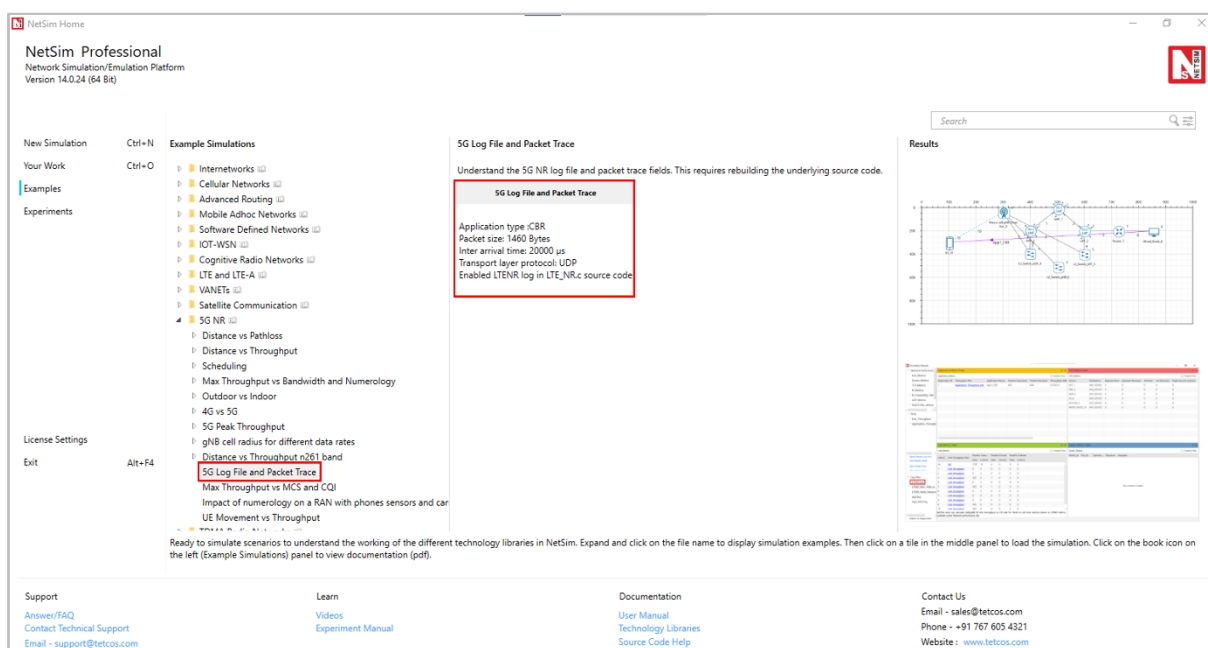 NetSim Home
NetSim Professional
Network Simulation/Emulation Platform
Version 14.0.24 (64 Bit)
NETSIM
Search
New Simulation Ctrl+N
Your Work Ctrl+O
Examples
Experiments
License Settings
Exit Alt+F4
Example Simulations
Internetworks
Cellular Networks
Advanced Routing
Mobile Adhoc Networks
Software Defined Networks
IOT-WSN
Cognitive Radio Networks
LTE and LTE-A
VANETs
Satellite Communication
5G NR
Distance vs Pathloss
Distance vs Throughput
Scheduling
Max Throughput vs Bandwidth and Numerology
Outdoor vs Indoor
4G vs 5G
5G Peak Throughput
gNB cell radius for different data rates
Distance vs Throughput n261 band
5G Log File and Packet Trace
Max Throughput vs MCS and CQI
Impact of numerology on a RAN with phones sensors and car
UE Movement vs Throughput
5G Log File and Packet Trace
Understand the 5G NR log file and packet trace fields. This requires rebuilding the underlying source code.
5G Log File and Packet Trace
Application type :CBR
Packet size: 1460 Bytes
Inter arrival time: 20000 µs
Transport layer protocol: UDP
Enabled LTENR log in LTE_NR.c source code
Results
Ready to simulate scenarios to understand the working of the different technology libraries in NetSim. Expand and click on the file name to display simulation examples. Then click on a tile in the middle panel to load the simulation. Click on the book icon on
the left (Example Simulations) panel to view documentation (pdf).
Support
Answer/FAQ
Contact Technical Support
Email - support@tetcos.com
Learn
Videos
Experiment Manual
Documentation
User Manual
Technology Libraries
Source Code Help
Contact Us
Email - sales@tetcos.com
Phone - +91 767 605 4321
Website : www.tetcos.com